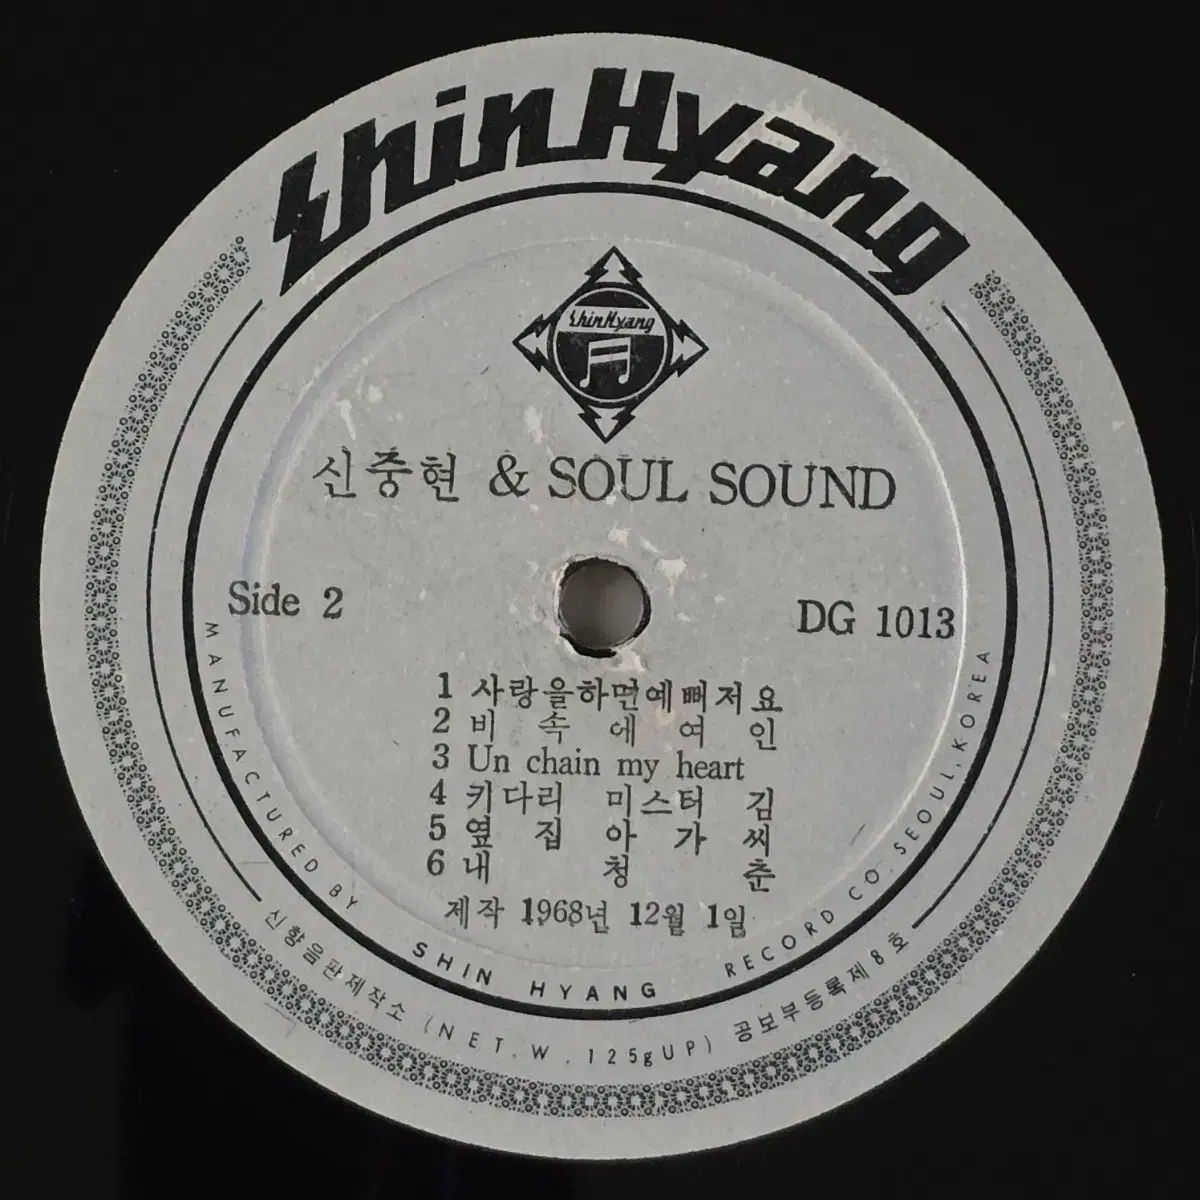 ShinHyang
ShinHyang
신중현 & SOUL SOUND
Side 2
DG 1013
1 사랑을하면예뻐저요
2 비 속 에 여 인
3 Un chain my heart
4 키다리 미스터 김
5 옆 집 아 가 씨
6 내 청 춘
제작 1968년 12월 1일
MANUFACTURED BY SHIN HYANG RECORD CO. SEOUL, KOREA
신향음판제작소 (NET.W.125gUP) 공보부등록제8호